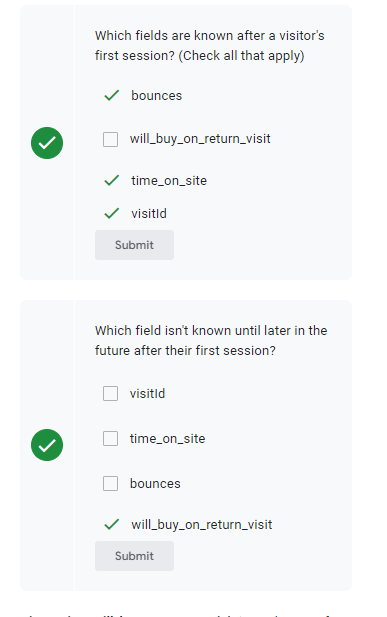 Which fields are known after a visitor's
first session? (Check all that apply)
bounces
will_buy_on_return_visit
time_on_site
visitId
Submit
Which field isn't known until later in the
future after their first session?
visitId
time_on_site
bounces
will_buy_on_return_visit
Submit